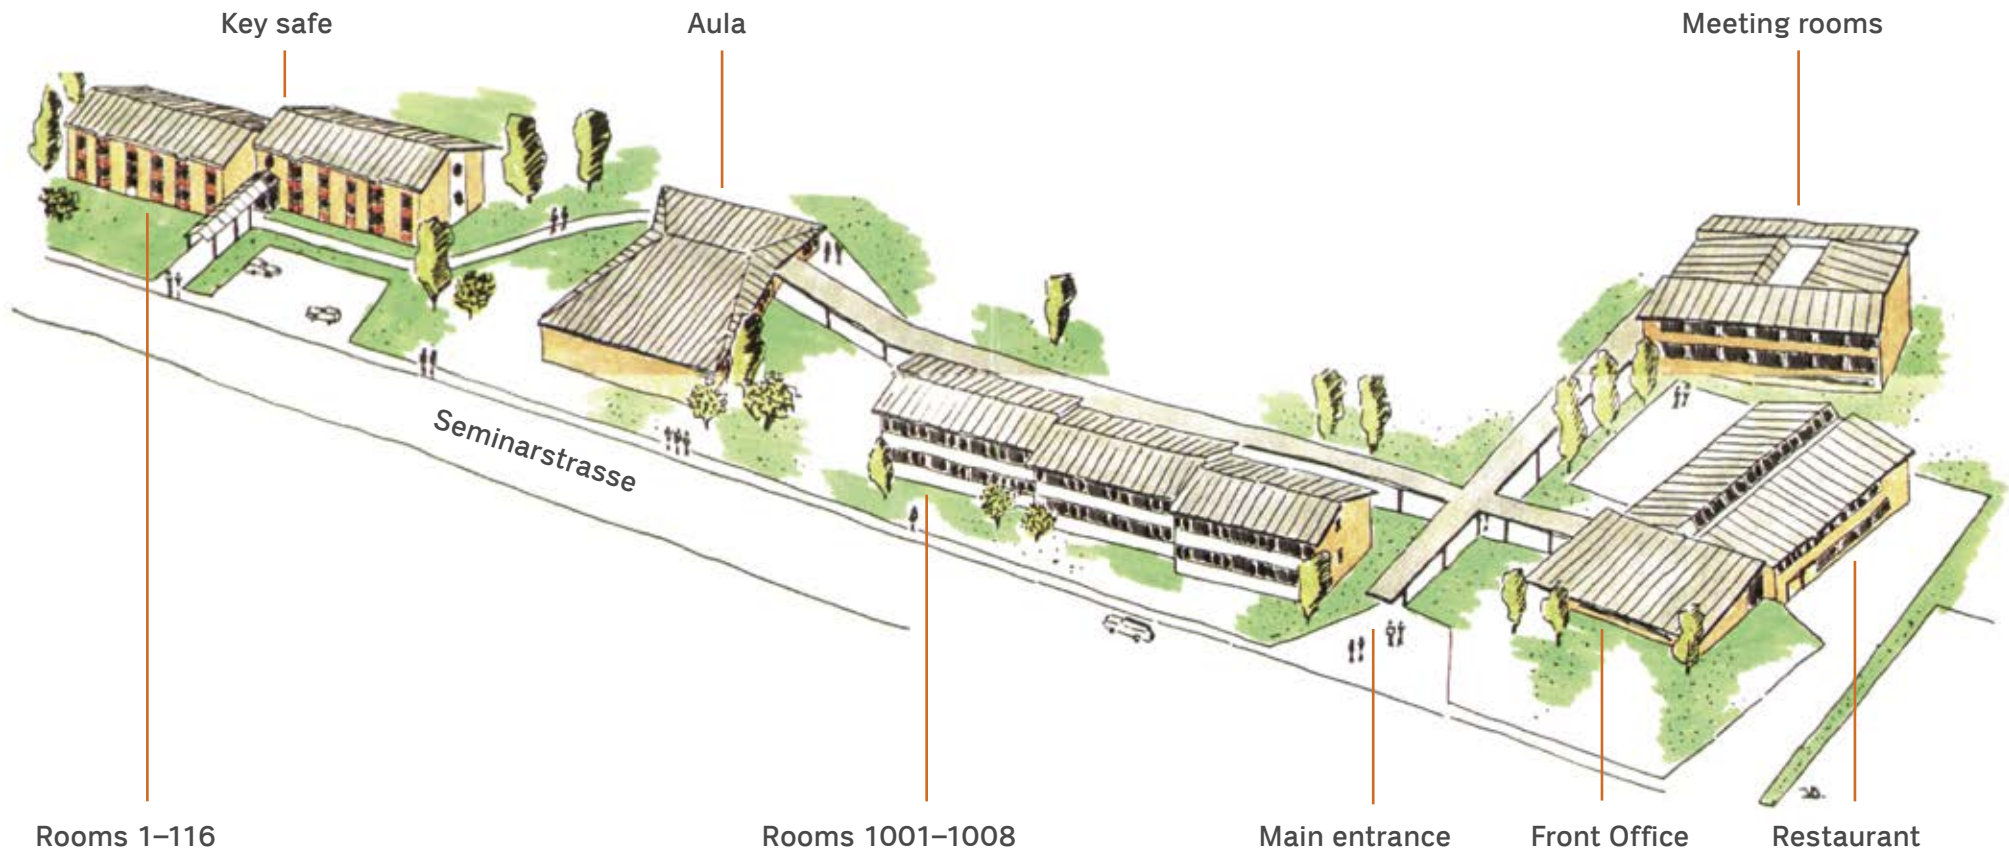 Key safe
Aula
Meeting rooms
Seminarstrasse
Rooms 1–116
Rooms 1001–1008
Main entrance
Front Office
Restaurant